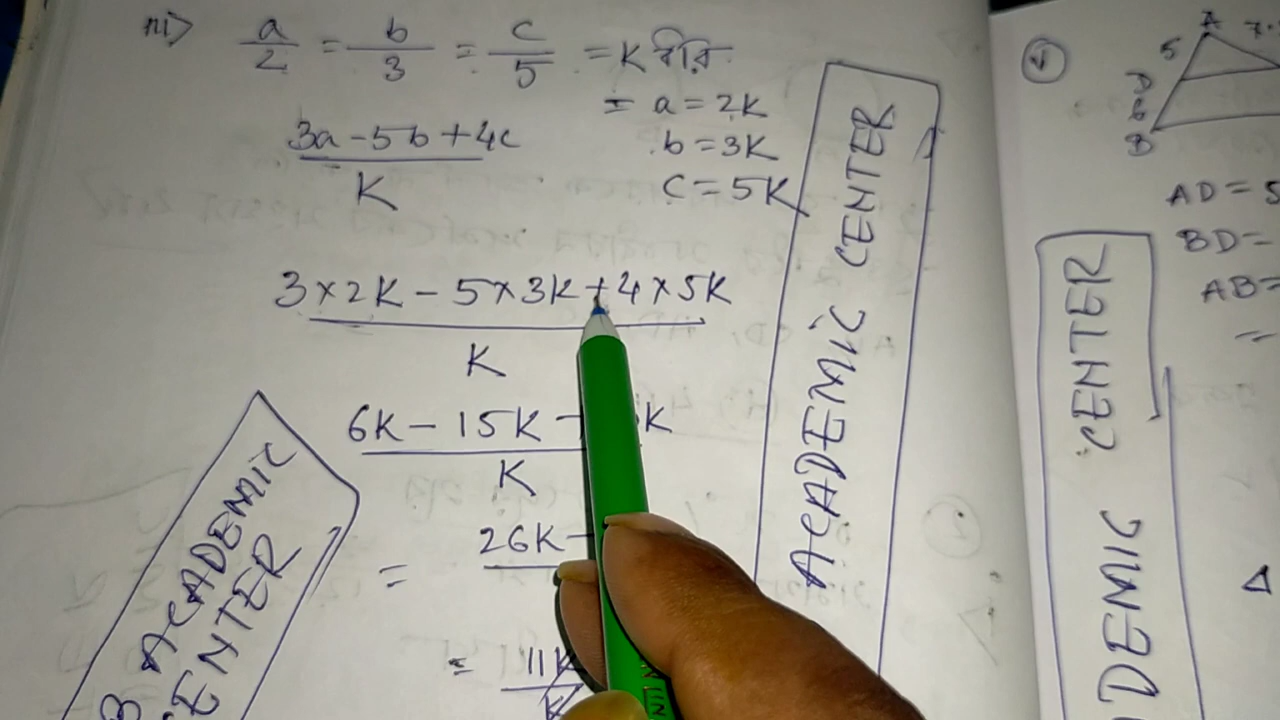 iii) a/2 = b/3 = c/5 = K ধরি
= a = 2K
3a - 5b + 4c / K
b = 3K
c = 5K
3 × 2K - 5 × 3K + 4 × 5K / K
6K - 15K K / K
= 26K -
= 11K / K
ACADEMIC CENTER
B ACADEMIC
CENTER
A
5
D
6
B
AD = 5
BD =
AB =
=
CENTER
DEMIC
Δ